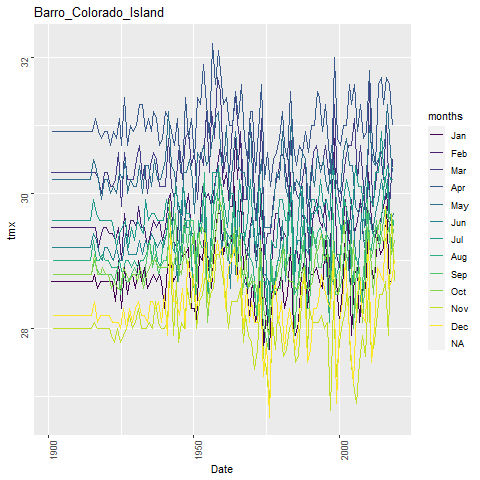 Barro_Colorado_Island
32
30
28
tmx
1900
1950
2000
Date
months
Jan
Feb
Mar
Apr
May
Jun
Jul
Aug
Sep
Oct
Nov
Dec
NA